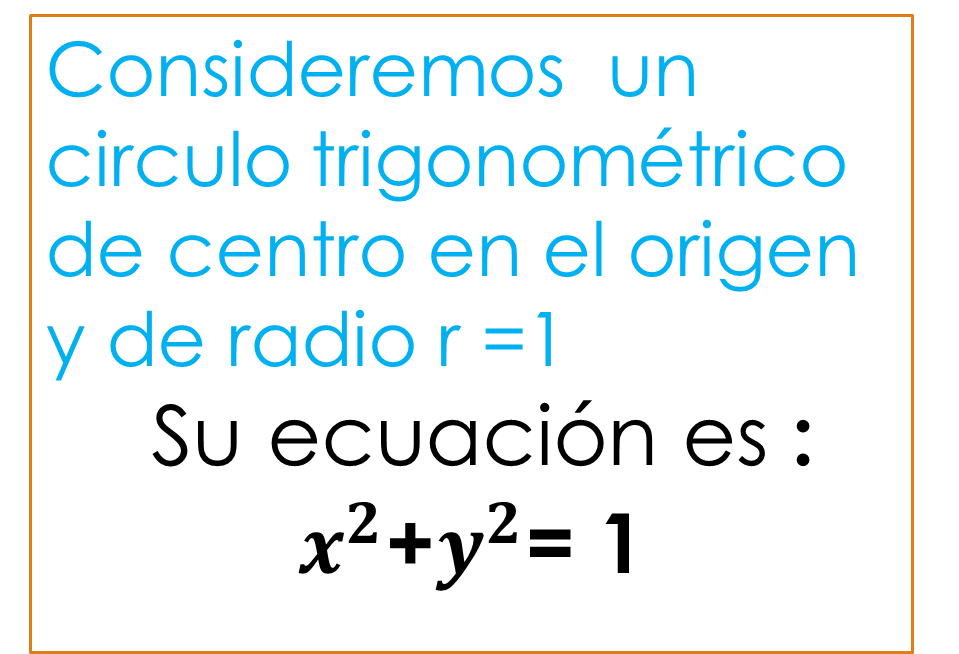 Consideremos un
circulo trigonométrico
de centro en el origen
y de radio r =1
Su ecuación es :
x²+y²= 1